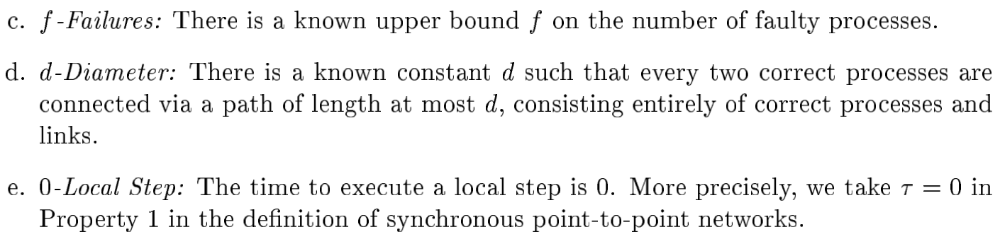 c. f-Failures: There is a known upper bound f on the number of faulty processes.
d. d-Diameter: There is a known constant d such that every two correct processes are
connected via a path of length at most d, consisting entirely of correct processes and
links.
e. 0-Local Step: The time to execute a local step is 0. More precisely, we take τ = 0 in
Property 1 in the definition of synchronous point-to-point networks.